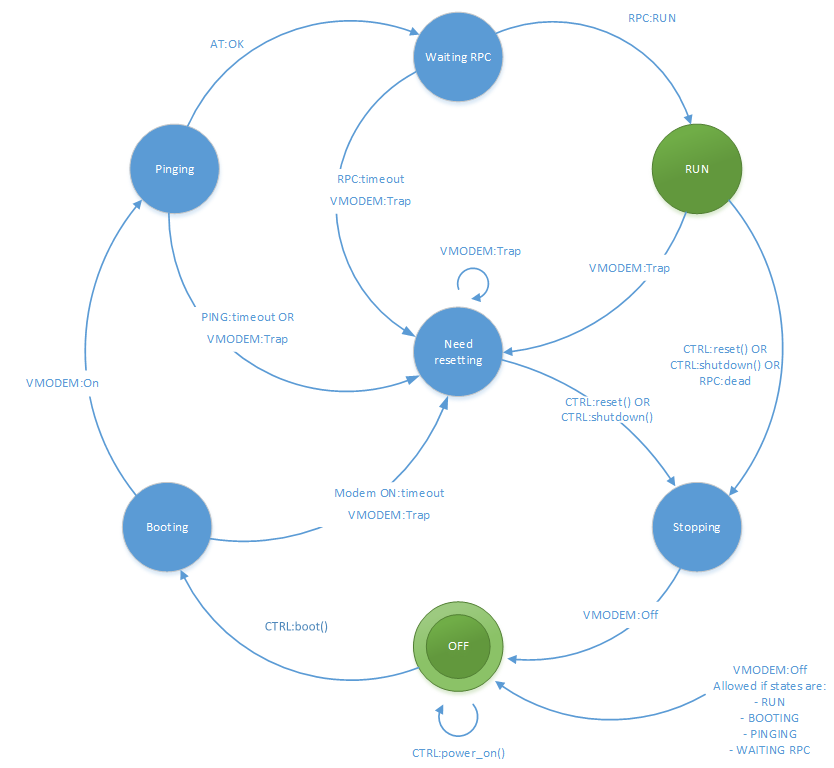 RPC:RUN
AT:OK
Waiting RPC
Pinging
RUN
RPC:timeout
VMODEM:Trap
VMODEM:Trap
VMODEM:Trap
PING:timeout OR
VMODEM:Trap
Need
resetting
CTRL:reset() OR
CTRL:shutdown() OR
RPC:dead
VMODEM:On
CTRL:reset() OR
CTRL:shutdown()
Modem ON:timeout
VMODEM:Trap
Booting
Stopping
VMODEM:Off
CTRL:boot()
OFF
VMODEM:Off
Allowed if states are:
- RUN
- BOOTING
- PINGING
- WAITING RPC
CTRL:power_on()